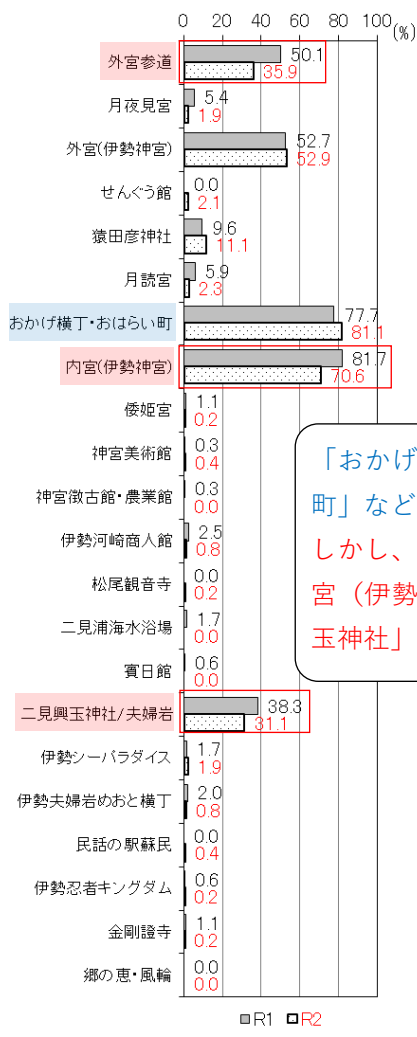 0 20 40 60 80 100
(%)
外宮参道 50.1
35.9
月夜見宮 5.4
1.9
外宮(伊勢神宮) 52.7
52.9
せんぐう館 0.0
2.1
猿田彦神社 9.6
11.1
月読宮 5.9
2.3
おかげ横丁・おはらい町 77.7
81.1
内宮(伊勢神宮) 81.7
70.6
倭姫宮 1.1
0.2
神宮美術館 0.3
0.4
神宮徴古館・農業館 0.3
0.0
伊勢河崎商人館 2.5
0.8
松尾観音寺 0.0
0.2
二見浦海水浴場 1.7
0.0
賓日館 0.6
0.0
二見興玉神社/夫婦岩 38.3
31.1
伊勢シーパラダイス 1.7
1.9
伊勢夫婦岩めおと横丁 2.0
0.8
民話の駅蘇民 0.0
0.4
伊勢忍者キングダム 0.6
0.2
金剛證寺 1.1
0.2
郷の恵・風輪 0.0
0.0
R1 R2
「おかげ
町」など
しかし、
宮（伊勢
玉神社」